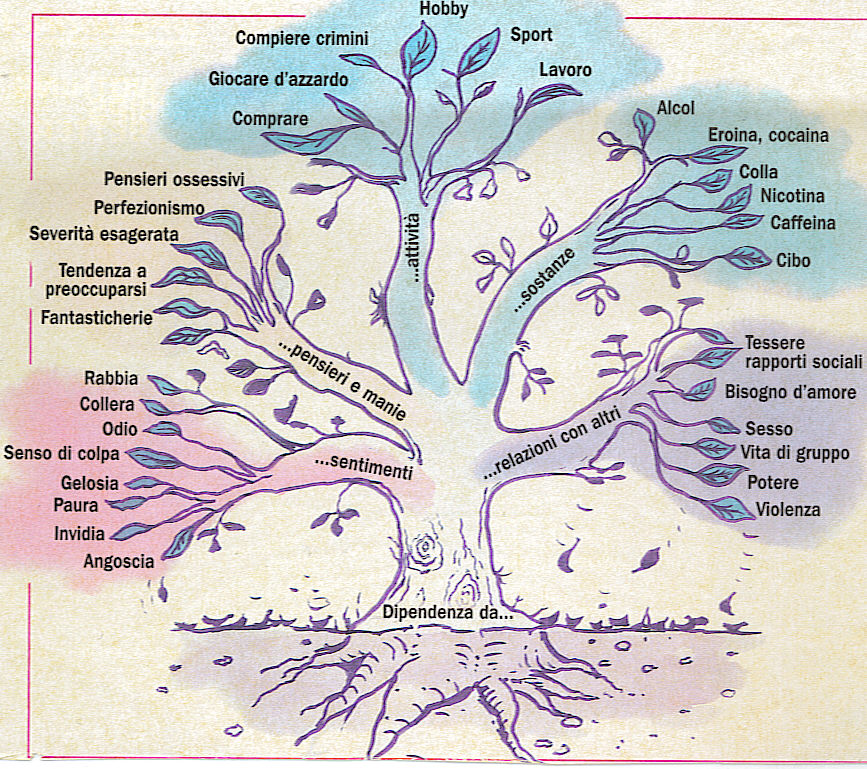 Hobby
Compiere crimini
Sport
Giocare d'azzardo
Lavoro
Comprare
...attività
Alcol
Eroina, cocaina
Colla
Nicotina
Caffeina
Cibo
...sostanze
Pensieri ossessivi
Perfezionismo
Severità esagerata
Tendenza a
preoccuparsi
Fantasticherie
...pensieri e manie
Tessere
rapporti sociali
Bisogno d'amore
Sesso
Vita di gruppo
Potere
Violenza
...relazioni con altri
Rabbia
Collera
Odio
Senso di colpa
Gelosia
Paura
Invidia
Angoscia
...sentimenti
Dipendenza da...